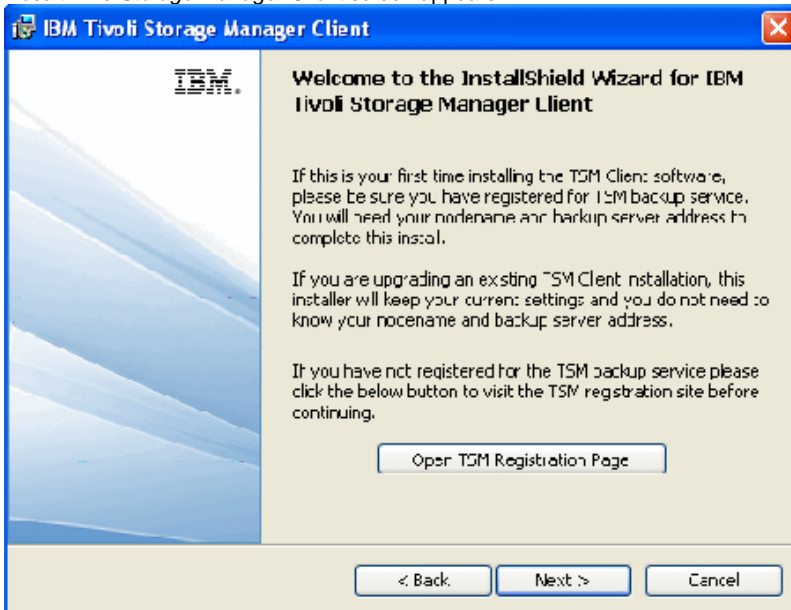 IBM Tivoli Storage Manager Client
IBM.
Welcome to the InstallShield Wizard for IBM
Tivoli Storage Manager Client
If this is your first time installing the TSM Client software,
please be sure you have registered for TSM backup service.
You will need your nodename and backup server address to
complete this install.
If you are upgrading an existing TSM Client installation, this
installer will keep your current settings and you do not need to
know your nodename and backup server address.
If you have not registered for the TSM backup service please
click the below button to visit the TSM registration site before
continuing.
Open TSM Registration Page
< Back
Next >
Cancel